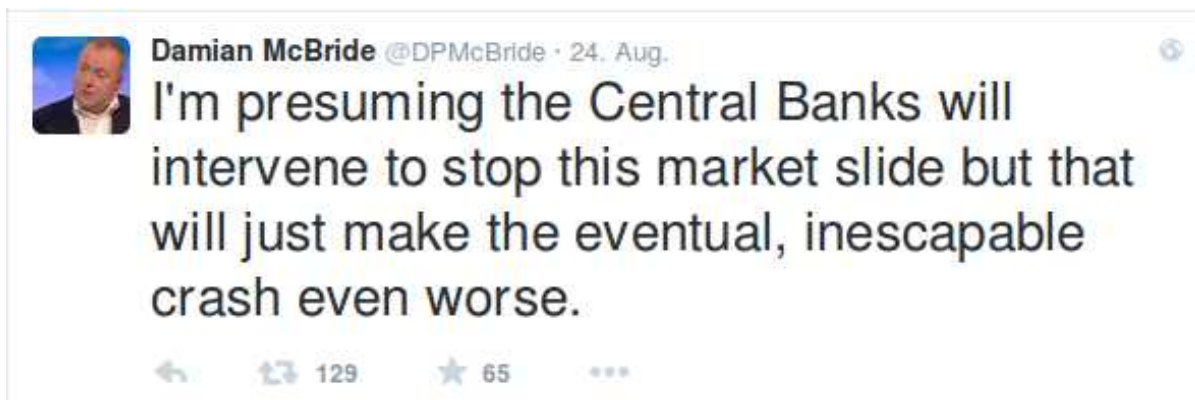 Damian McBride @DPMcBride · 24. Aug.
I'm presuming the Central Banks will
intervene to stop this market slide but that
will just make the eventual, inescapable
crash even worse.
129 65